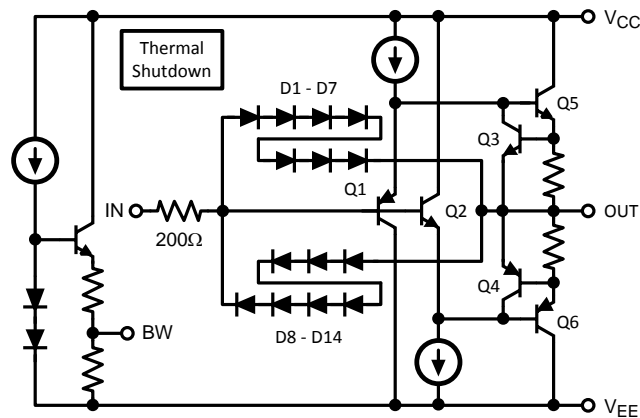 VCC
Thermal
Shutdown
D1 - D7
Q5
Q3
Q1
IN
200Ω
Q2
OUT
BW
Q4
Q6
D8 - D14
VEE